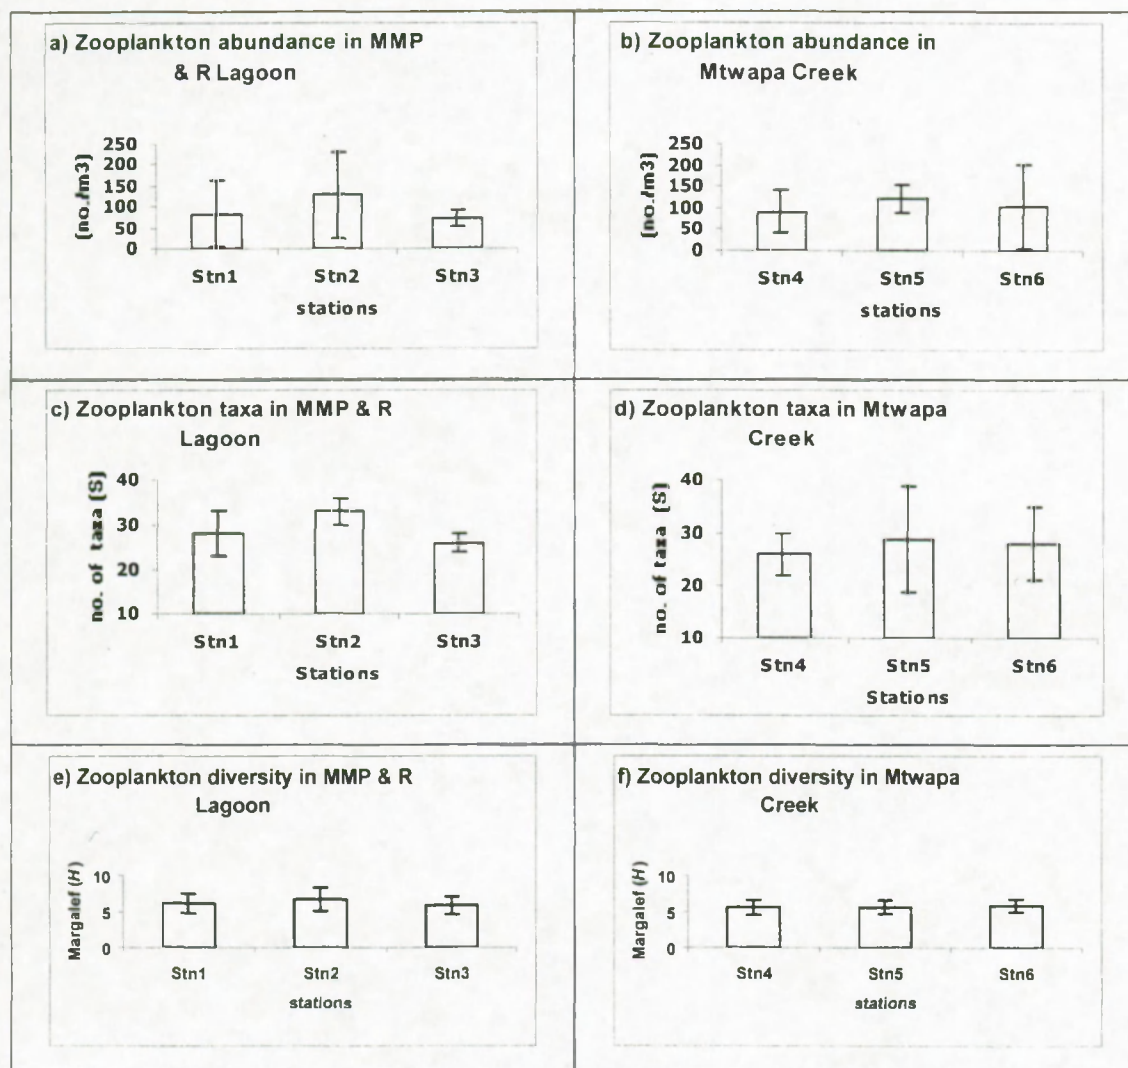 a) Zooplankton abundance in MMP
& R Lagoon
[no./m3]
250
200
150
100
50
0
Stn1 Stn2 Stn3
stations
b) Zooplankton abundance in
Mtwapa Creek
[no./m3]
250
200
150
100
50
0
Stn4 Stn5 Stn6
stations
c) Zooplankton taxa in MMP & R
Lagoon
no. of taxa [S]
40
30
20
10
Stn1 Stn2 Stn3
Stations
d) Zooplankton taxa in Mtwapa
Creek
no. of taxa [S]
40
30
20
10
Stn4 Stn5 Stn6
Stations
e) Zooplankton diversity in MMP & R
Lagoon
Margalef (H)
10
5
0
Stn1 Stn2 Stn3
stations
f) Zooplankton diversity in Mtwapa
Creek
Margalef (H)
10
5
0
Stn4 Stn5 Stn6
stations